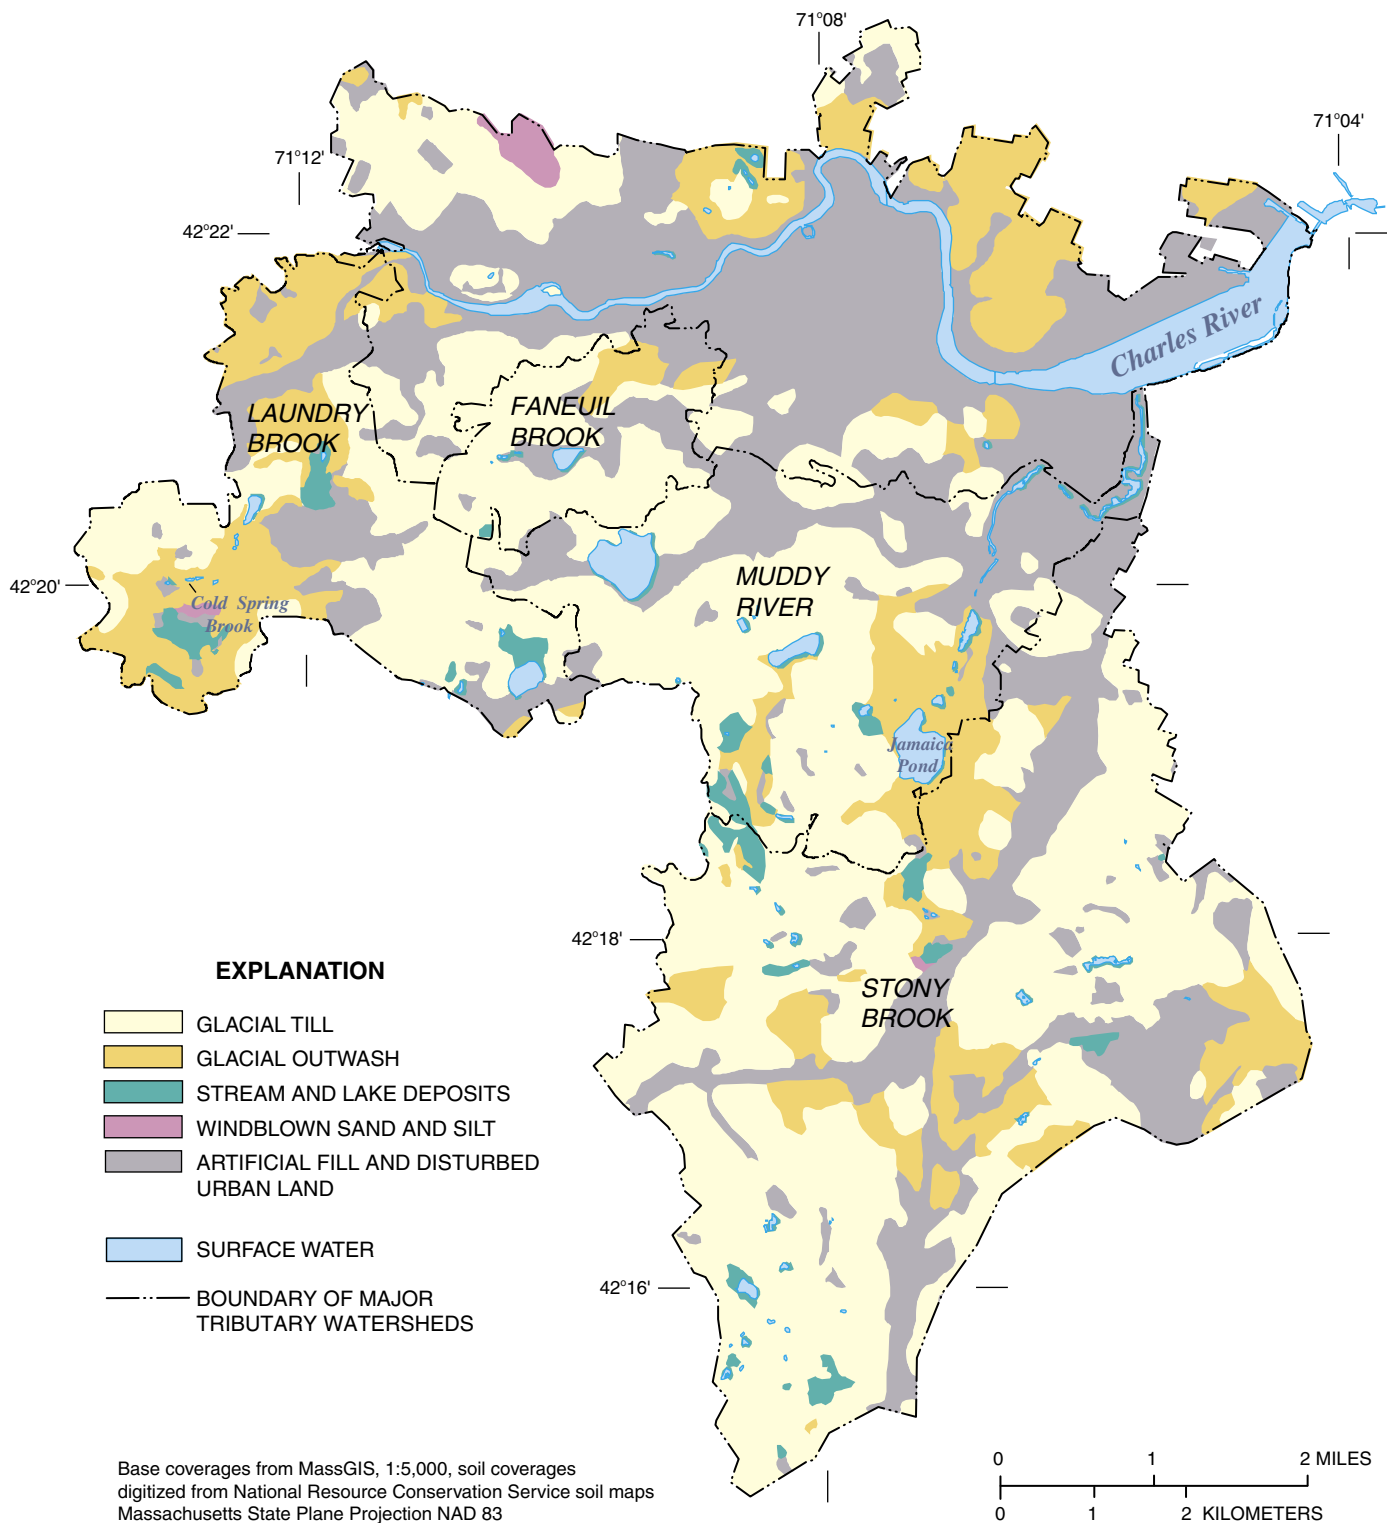 71°08'
71°04'
71°12'
42°22'
Charles River
LAUNDRY
BROOK
FANEUIL
BROOK
42°20'
Cold Spring
Brook
MUDDY
RIVER
Jamaica
Pond
42°18'
STONY
BROOK
EXPLANATION
GLACIAL TILL
GLACIAL OUTWASH
STREAM AND LAKE DEPOSITS
WINDBLOWN SAND AND SILT
ARTIFICIAL FILL AND DISTURBED
URBAN LAND
SURFACE WATER
BOUNDARY OF MAJOR
TRIBUTARY WATERSHEDS
42°16'
Base coverages from MassGIS, 1:5,000, soil coverages
digitized from National Resource Conservation Service soil maps
Massachusetts State Plane Projection NAD 83
0 1 2 MILES
0 1 2 KILOMETERS